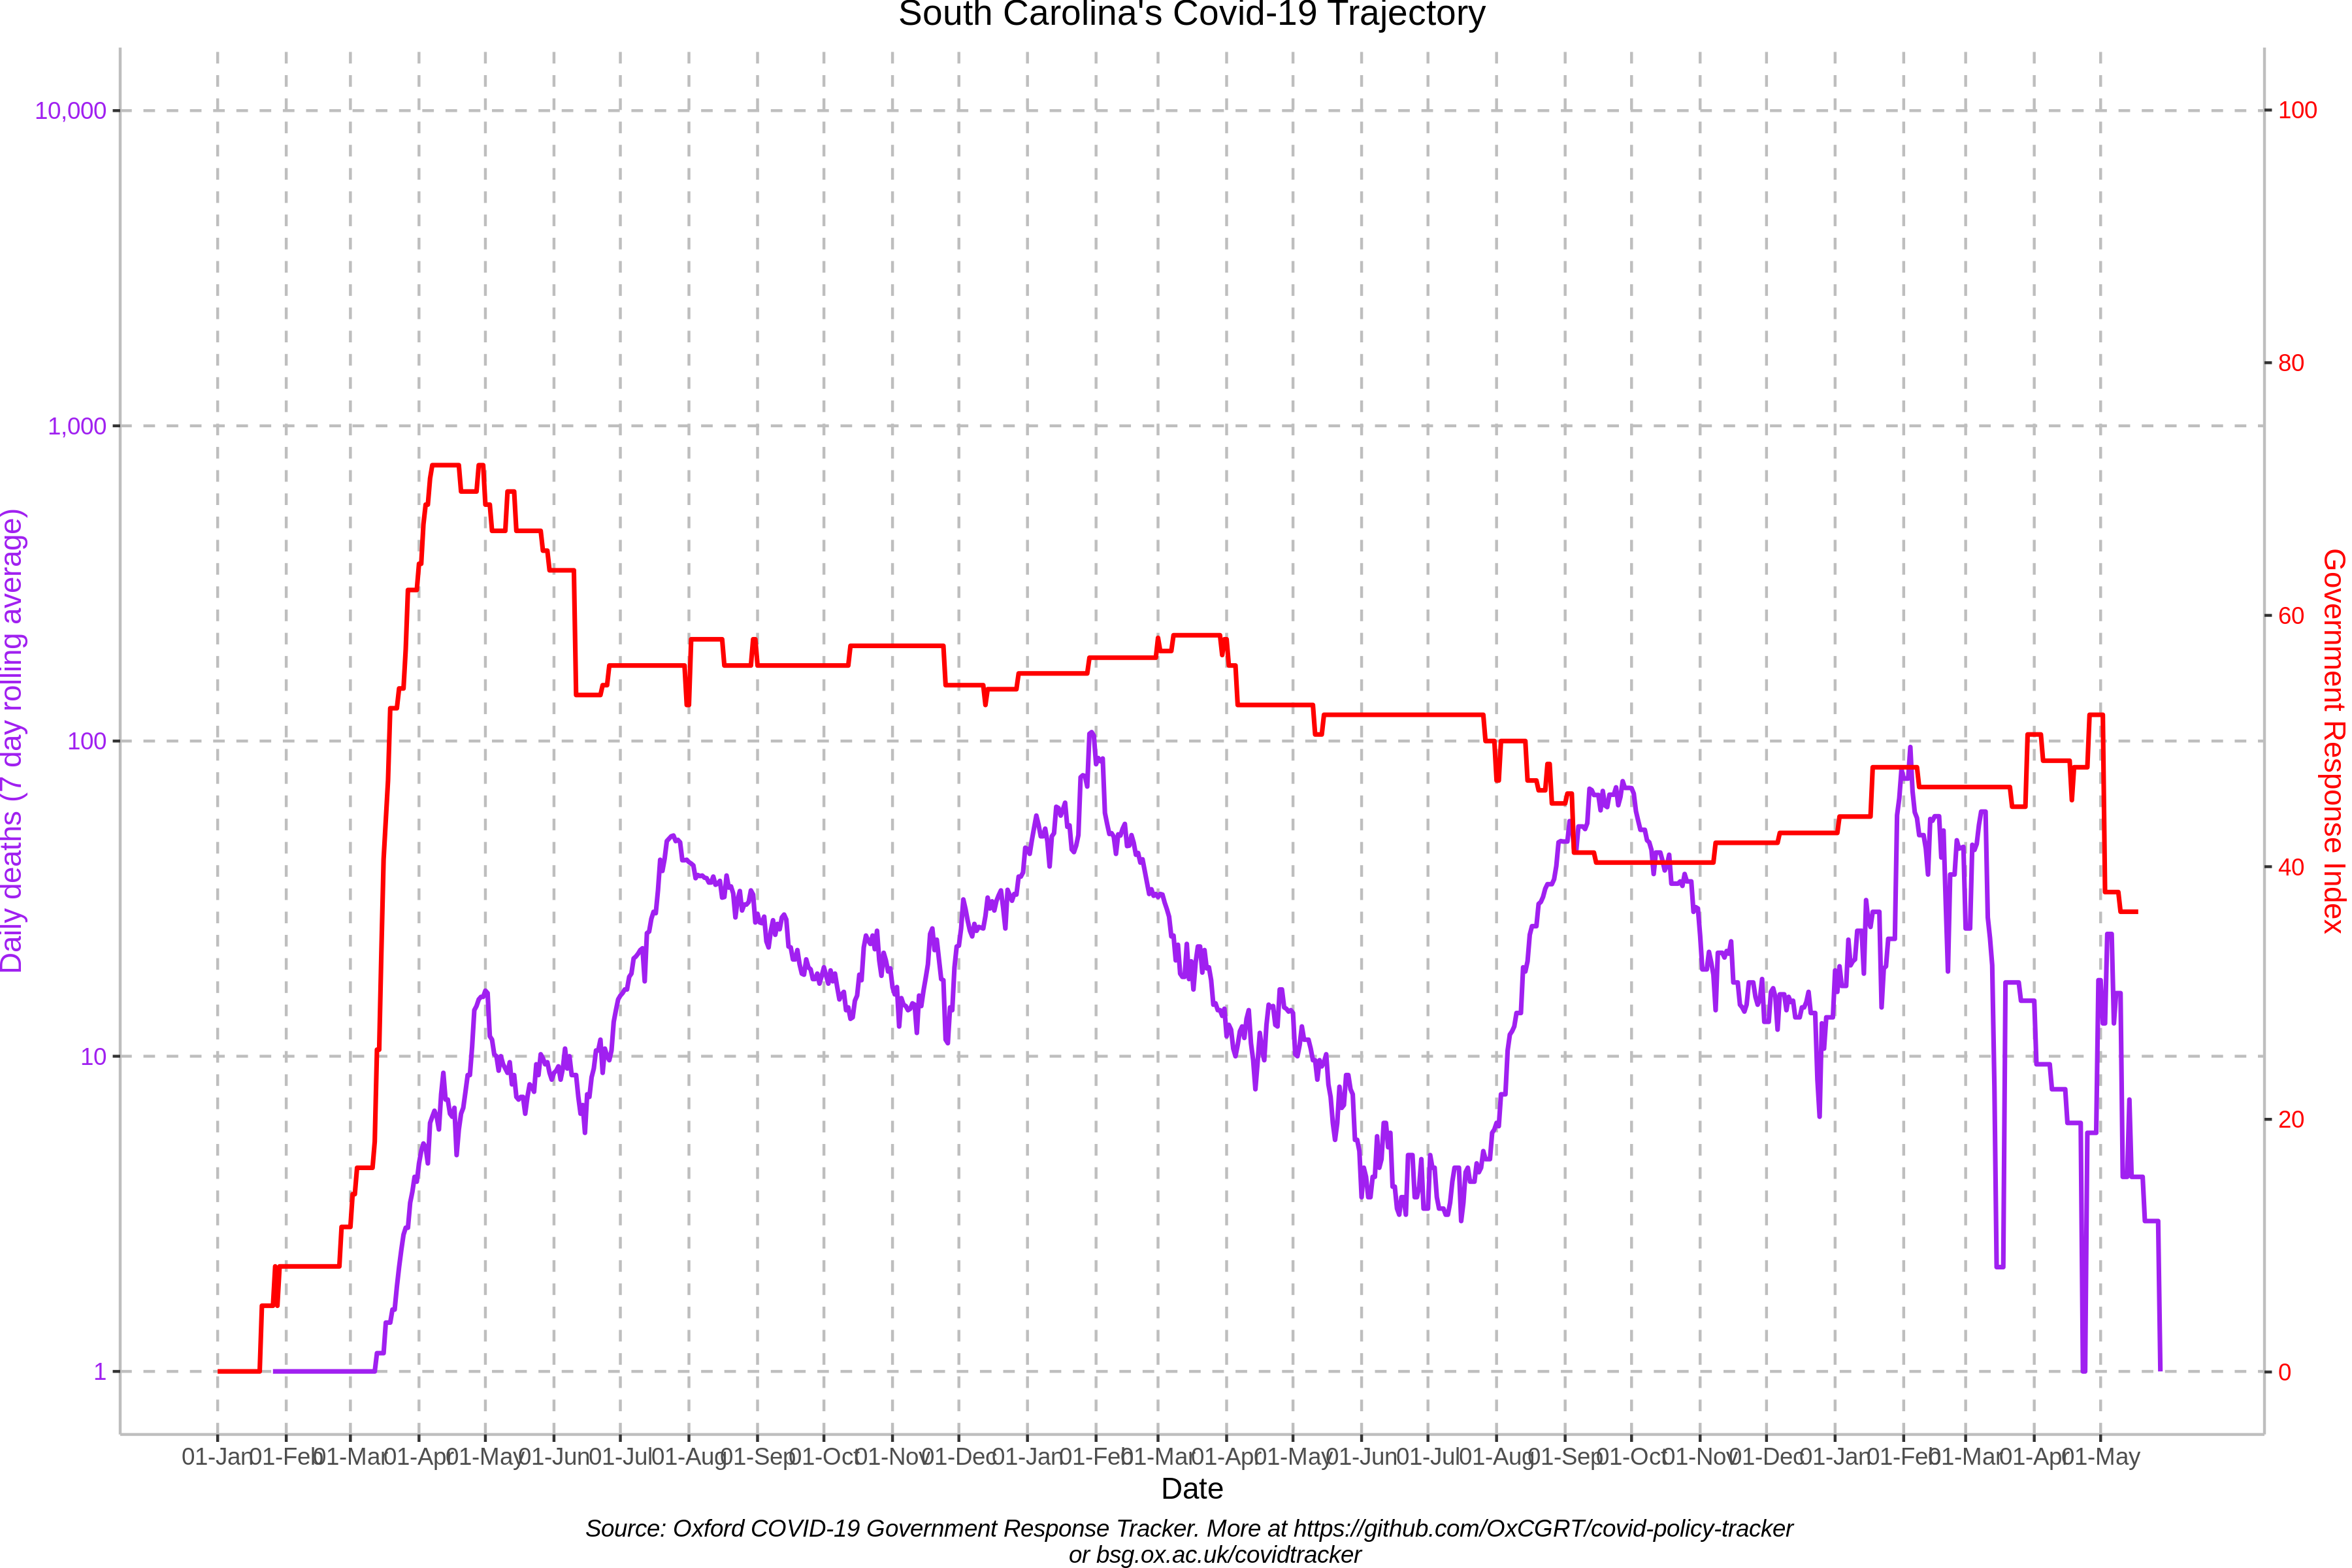 South Carolina's Covid-19 Trajectory
10,000
1,000
100
10
1
Daily deaths (7 day rolling average)
100
80
60
40
20
0
Government Response Index
01-Jan 01-Feb 01-Mar 01-Apr 01-May 01-Jun 01-Jul 01-Aug 01-Sep 01-Oct 01-Nov 01-Dec 01-Jan 01-Feb 01-Mar 01-Apr 01-May 01-Jun 01-Jul 01-Aug 01-Sep 01-Oct 01-Nov 01-Dec 01-Jan 01-Feb 01-Mar 01-Apr 01-May
Date
Source: Oxford COVID-19 Government Response Tracker. More at https://github.com/OxCGRT/covid-policy-tracker
or bsg.ox.ac.uk/covidtracker